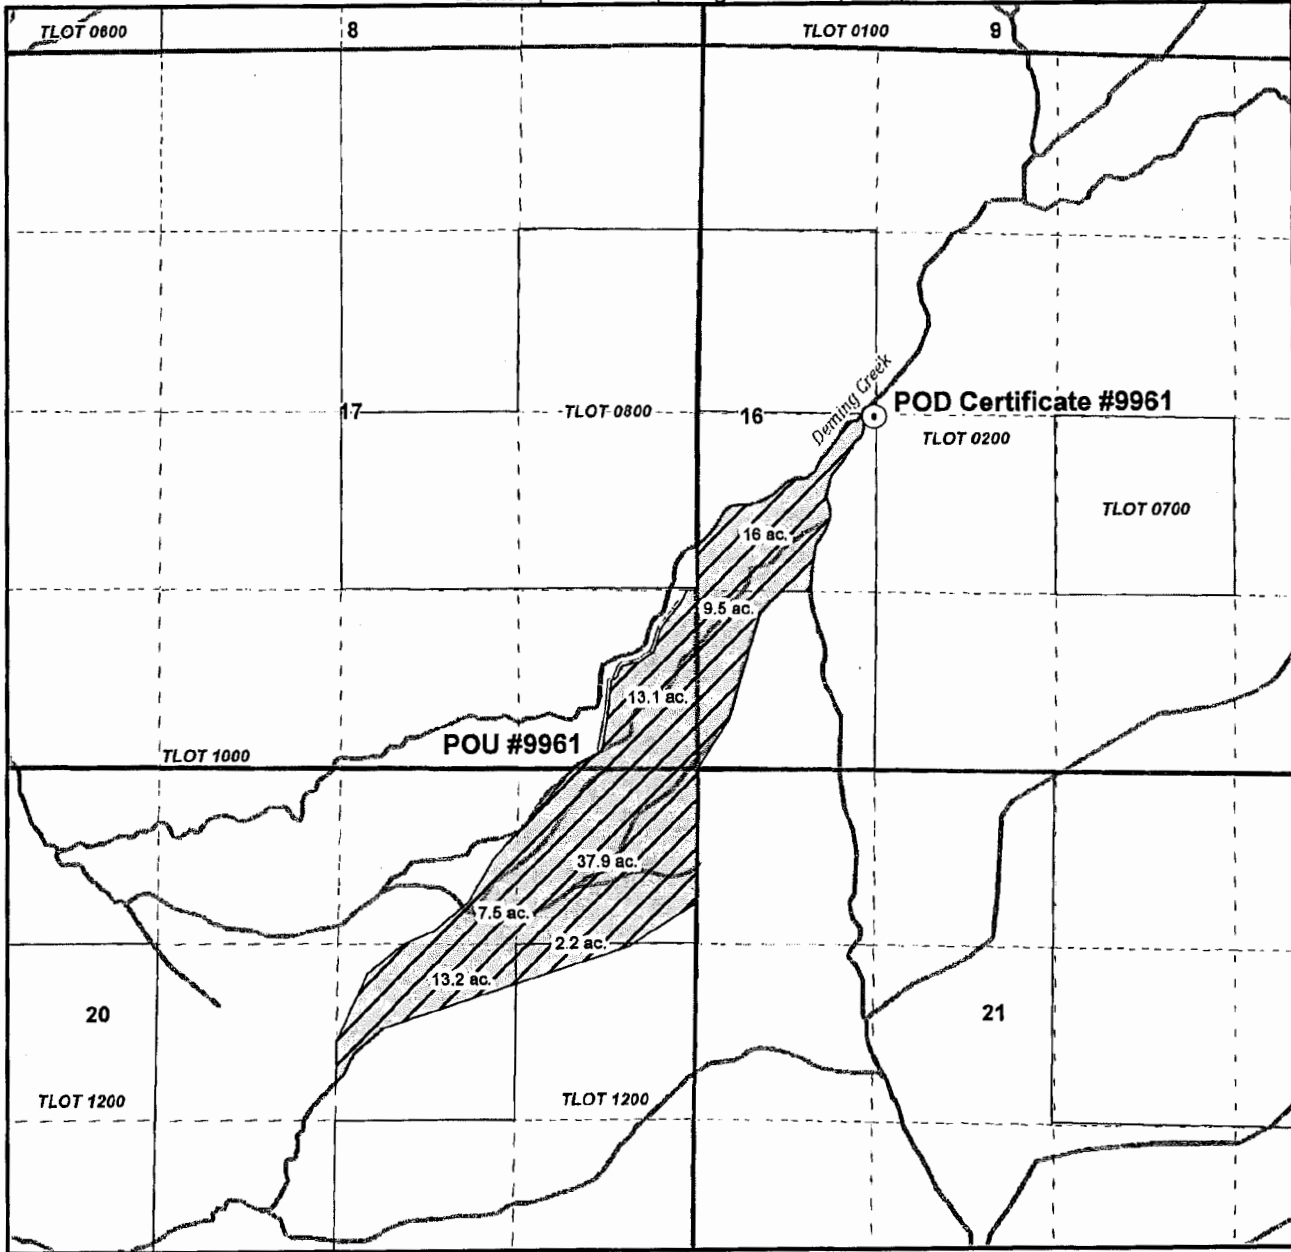 TLOT 0600
8
TLOT 0100
9
17
TLOT 0800
16
Deming Creek
POD Certificate #9961
TLOT 0200
TLOT 0700
16 ac.
9.5 ac.
13.1 ac.
POU #9961
TLOT 1000
37.9 ac.
7.5 ac.
2.2 ac.
13.2 ac.
20
21
TLOT 1200
TLOT 1200